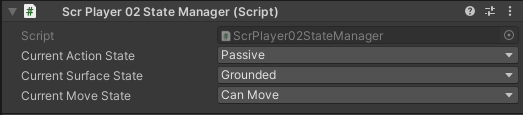 Scr Player 02 State Manager (Script)
Script ScrPlayer02StateManager
Current Action State Passive
Current Surface State Grounded
Current Move State Can Move